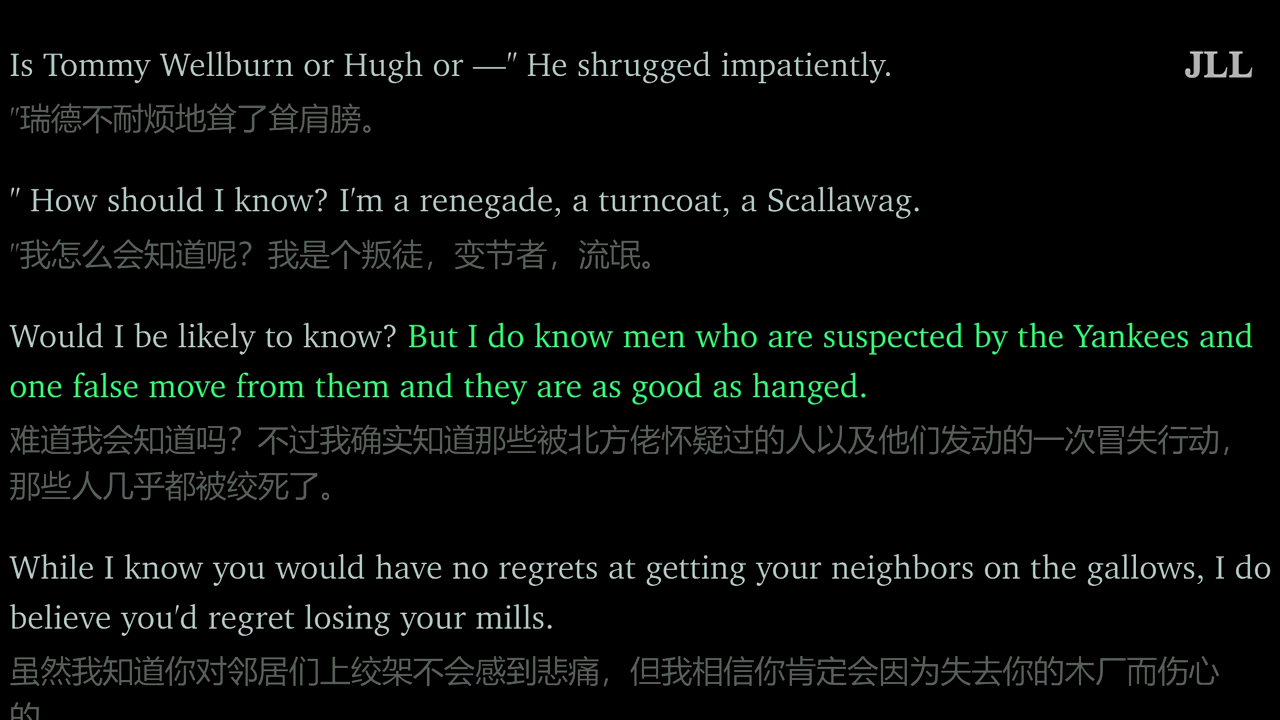 Is Tommy Wellburn or Hugh or —" He shrugged impatiently.
JLL
"瑞德不耐烦地耸了耸肩膀。
" How should I know? I'm a renegade, a turncoat, a Scallawag.
"我怎么会知道呢？我是个叛徒，变节者，流氓。
Would I be likely to know? But I do know men who are suspected by the Yankees and
one false move from them and they are as good as hanged.
难道我会知道吗？不过我确实知道那些被北方佬怀疑过的人以及他们发动的一次冒失行动，
那些人几乎都被绞死了。
While I know you would have no regrets at getting your neighbors on the gallows, I do
believe you'd regret losing your mills.
虽然我知道你对邻居们上绞架不会感到悲痛，但我相信你肯定会因为失去你的木厂而伤心
的